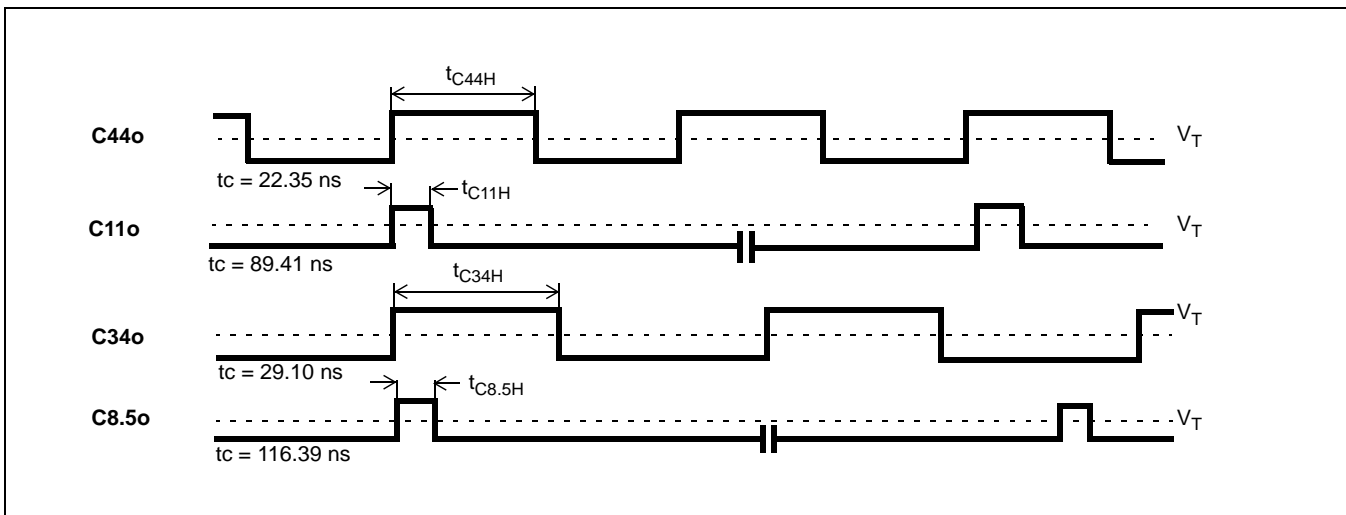 tC44H
C44o
VT
tc = 22.35 ns
tC11H
C11o
VT
tc = 89.41 ns
tC34H
VT
C34o
tc = 29.10 ns
tC8.5H
C8.5o
VT
tc = 116.39 ns